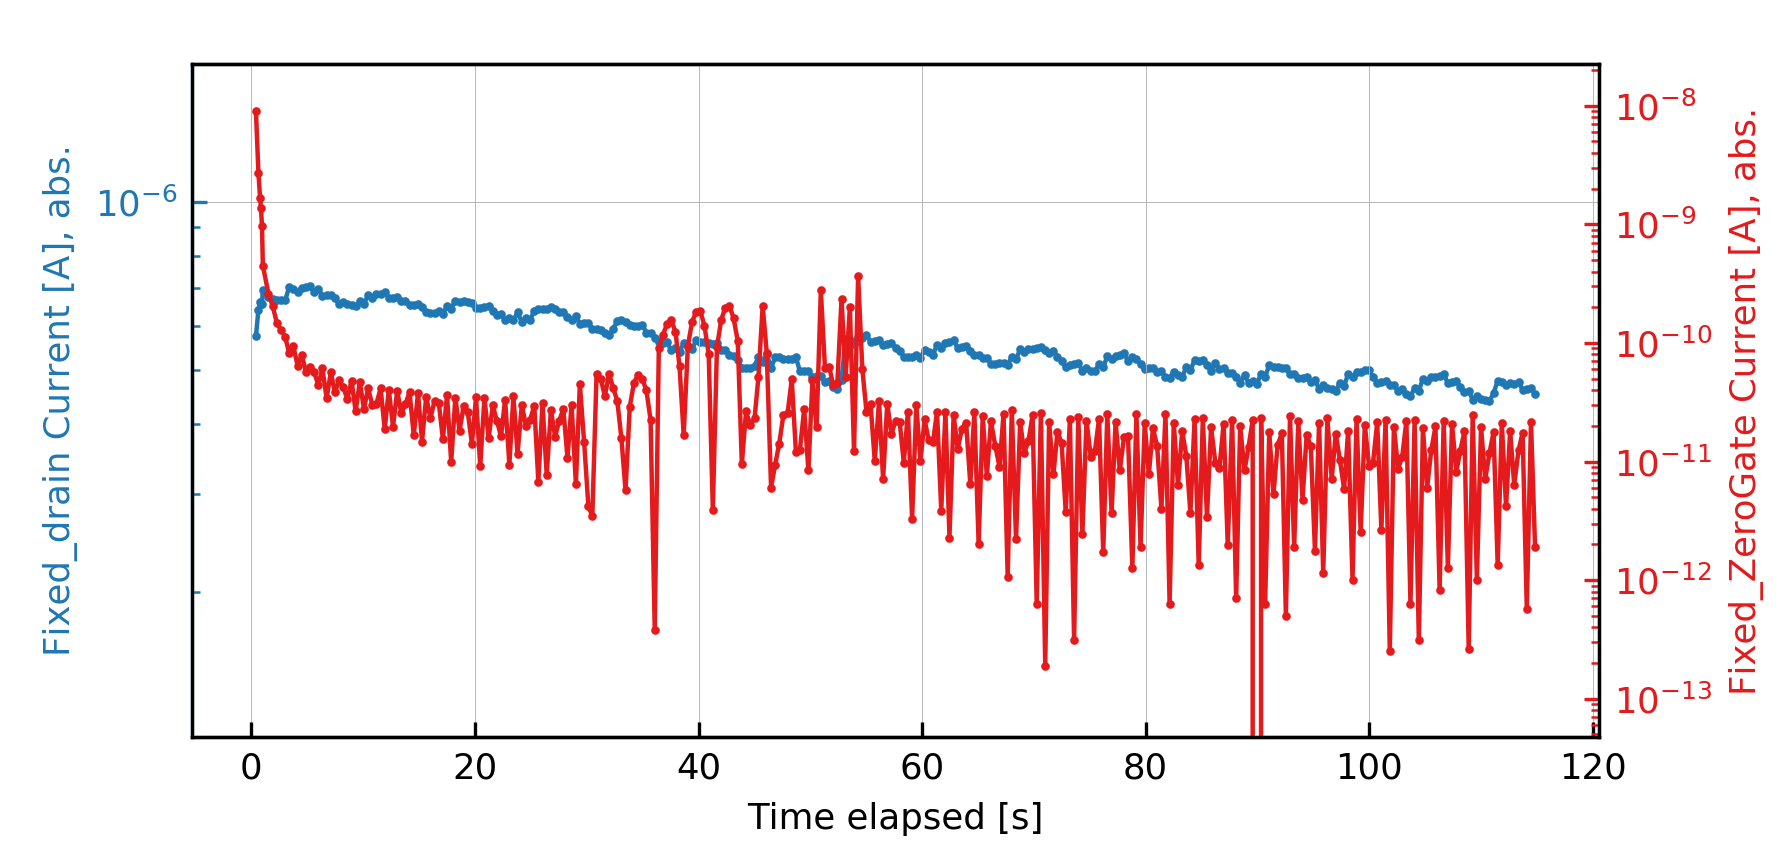 Fixed_drain Current [A], abs.
10⁻⁶
10⁻⁸
10⁻⁹
10⁻¹⁰
10⁻¹¹
10⁻¹²
10⁻¹³
Fixed_ZeroGate Current [A], abs.
0 20 40 60 80 100 120
Time elapsed [s]